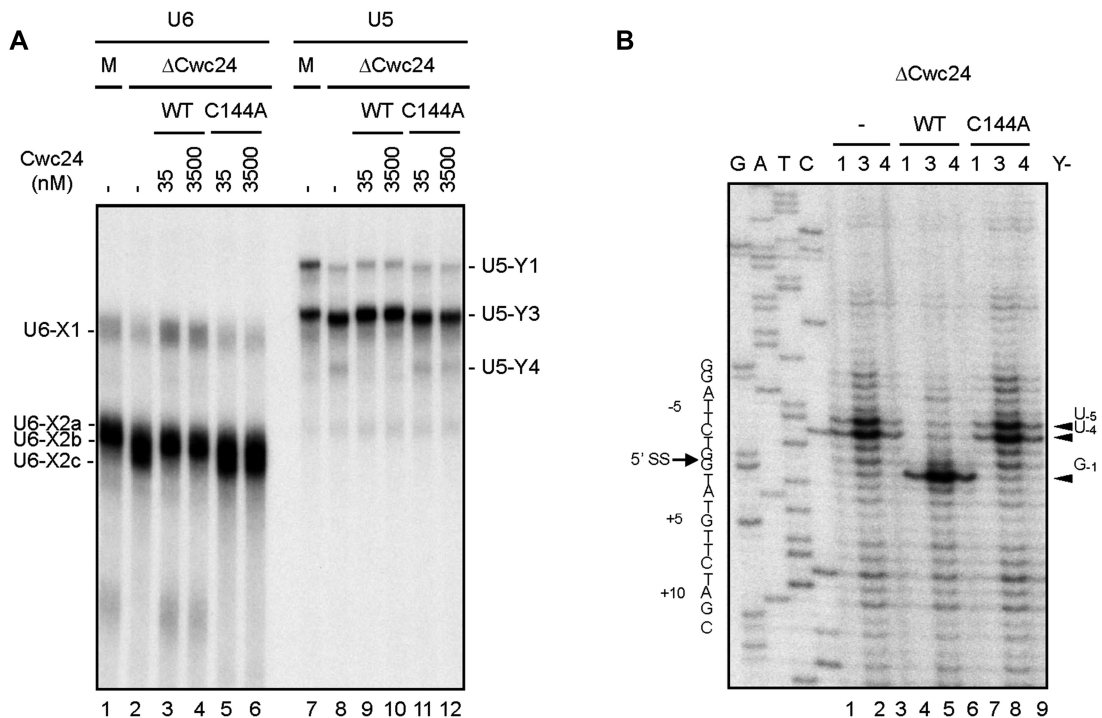 A
U6 U5
M ΔCwc24 M ΔCwc24
WT C144A WT C144A
Cwc24 (nM)
- - 35 3500 35 3500 - - 35 3500 35 3500
U6-X1
U6-X2a
U6-X2b
U6-X2c
U5-Y1
U5-Y3
U5-Y4
1 2 3 4 5 6 7 8 9 10 11 12
B
ΔCwc24
- WT C144A
G A T C 1 3 4 1 3 4 1 3 4 Y-
G
G
A
T
T
C
T
G
G
T
A
T
G
T
T
C
T
A
G
C
-5
5' SS
+5
+10
U-5
U-4
G-1
1 2 3 4 5 6 7 8 9